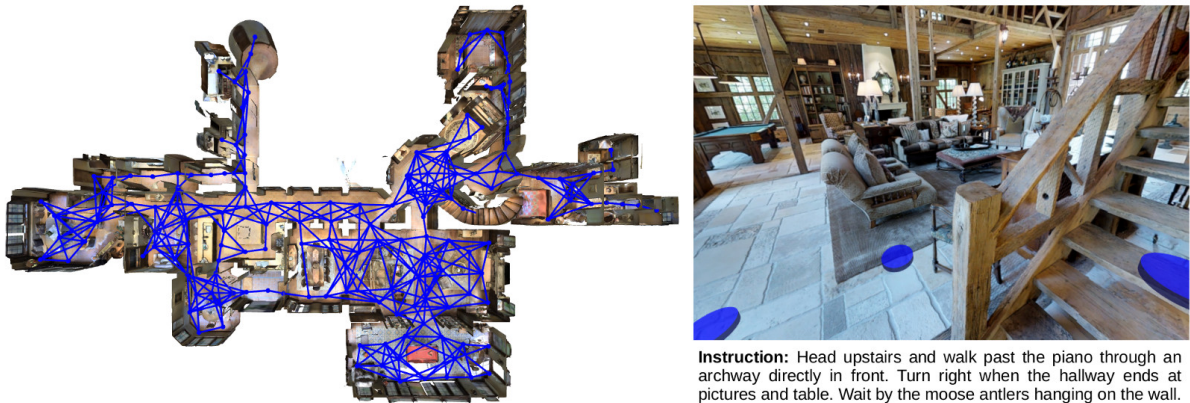 Instruction: Head upstairs and walk past the piano through an
archway directly in front. Turn right when the hallway ends at
pictures and table. Wait by the moose antlers hanging on the wall.